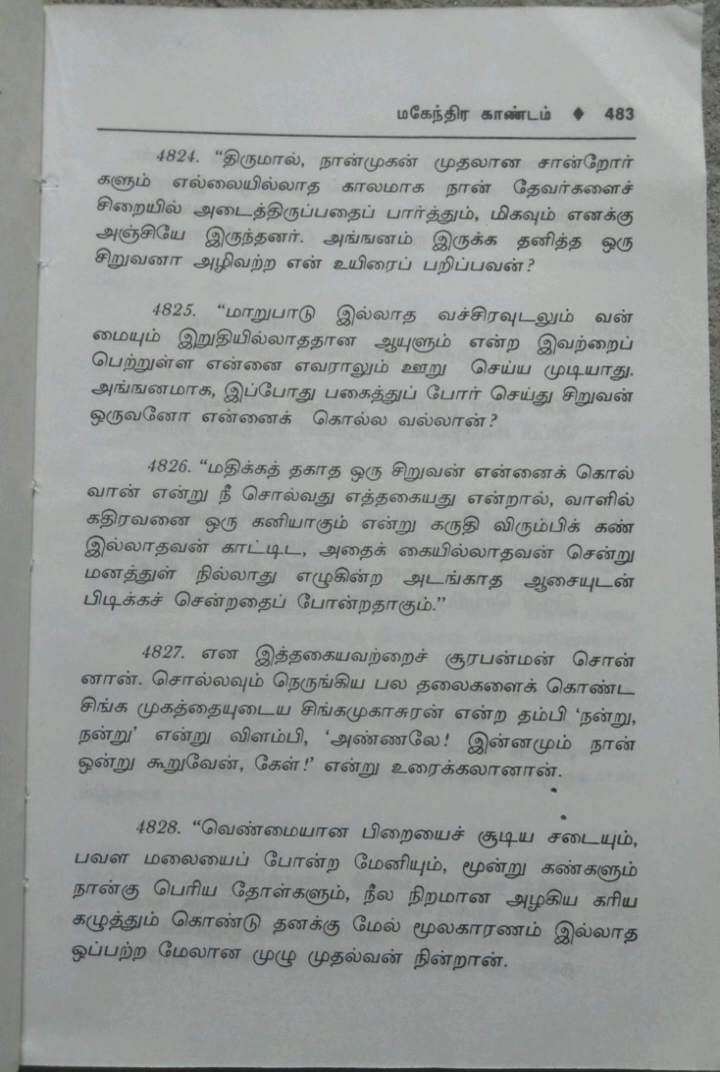 மகேந்திர காண்டம் ♦ 483
4824. “திருமால், நான்முகன் முதலான சான்றோர்
களும் எல்லையில்லாத காலமாக நான் தேவர்களைச்
சிறையில் அடைத்திருப்பதைப் பார்த்தும், மிகவும் எனக்கு
அஞ்சியே இருந்தனர். அங்ஙனம் இருக்க தனித்த ஒரு
சிறுவனா அழிவற்ற என் உயிரைப் பறிப்பவன்?
4825. “மாறுபாடு இல்லாத வச்சிரவுடலும் வன்
மையும் இறுதியில்லாததான ஆயுளும் என்ற இவற்றைப்
பெற்றுள்ள என்னை எவராலும் ஊறு செய்ய முடியாது.
அங்ஙனமாக, இப்போது பகைத்துப் போர் செய்து சிறுவன்
ஒருவனோ என்னைக் கொல்ல வல்லான்?
4826. “மதிக்கத் தகாத ஒரு சிறுவன் என்னைக் கொல்
வான் என்று நீ சொல்வது எத்தகையது என்றால், வானில்
கதிரவனை ஒரு கனியாகும் என்று கருதி விரும்பிக் கண்
இல்லாதவன் காட்டிட, அதைக் கையில்லாதவன் சென்று
மனத்துள் நில்லாது எழுகின்ற அடங்காத ஆசையுடன்
பிடிக்கச் சென்றதைப் போன்றதாகும்.”
4827. என இத்தகையவற்றைச் சூரபன்மன் சொன்
னான். சொல்லவும் நெருங்கிய பல தலைகளைக் கொண்ட
சிங்க முகத்தையுடைய சிங்கமுகாசுரன் என்ற தம்பி ‘நன்று,
நன்று’ என்று விளம்பி, ‘அண்ணலே! இன்னமும் நான்
ஒன்று கூறுவேன், கேள்!’ என்று உரைக்கலானான்.
4828. “வெண்மையான பிறையைச் சூடிய சடையும்,
பவள மலையைப் போன்ற மேனியும், மூன்று கண்களும்
நான்கு பெரிய தோள்களும், நீல நிறமான அழகிய கரிய
கழுத்தும் கொண்டு தனக்கு மேல் மூலகாரணம் இல்லாத
ஒப்பற்ற மேலான முழு முதல்வன் நின்றான்.